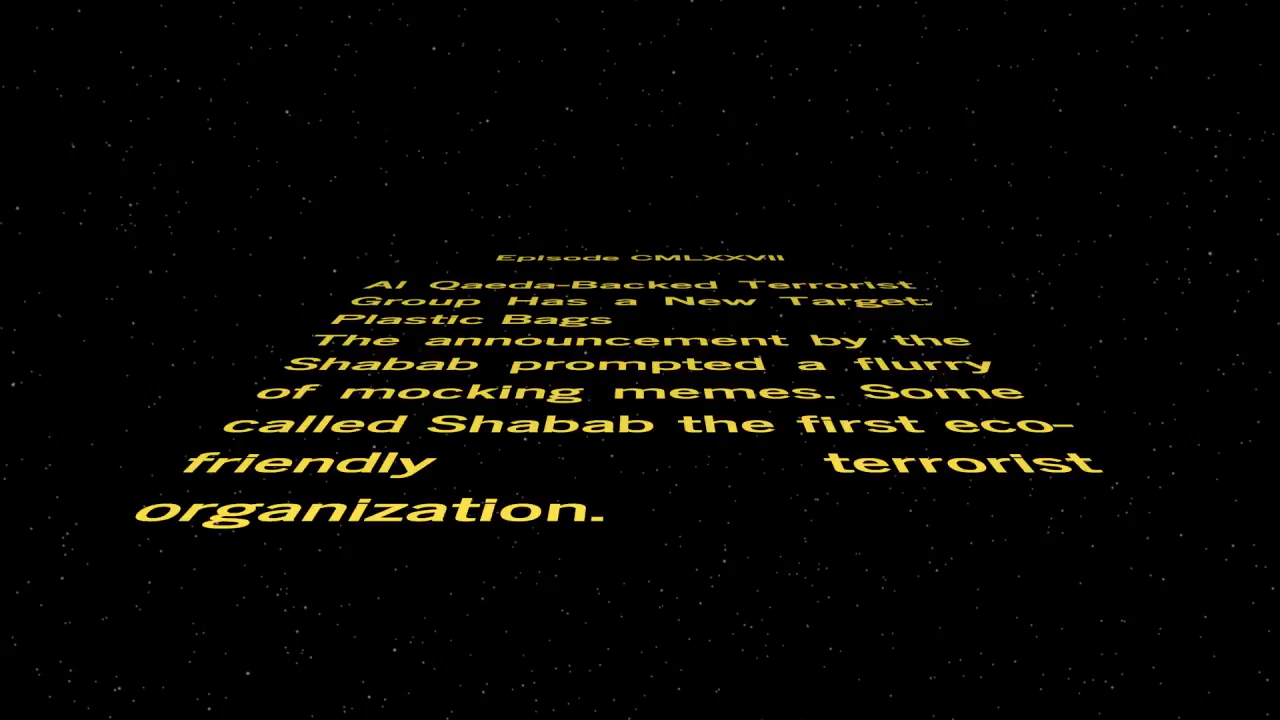 Episode CMLXXVII
Al Qaeda-Backed Terrorist
Group Has a New Target:
Plastic Bags
The announcement by the
Shabab prompted a flurry
of mocking memes. Some
called Shabab the first eco-
friendly terrorist
organization.